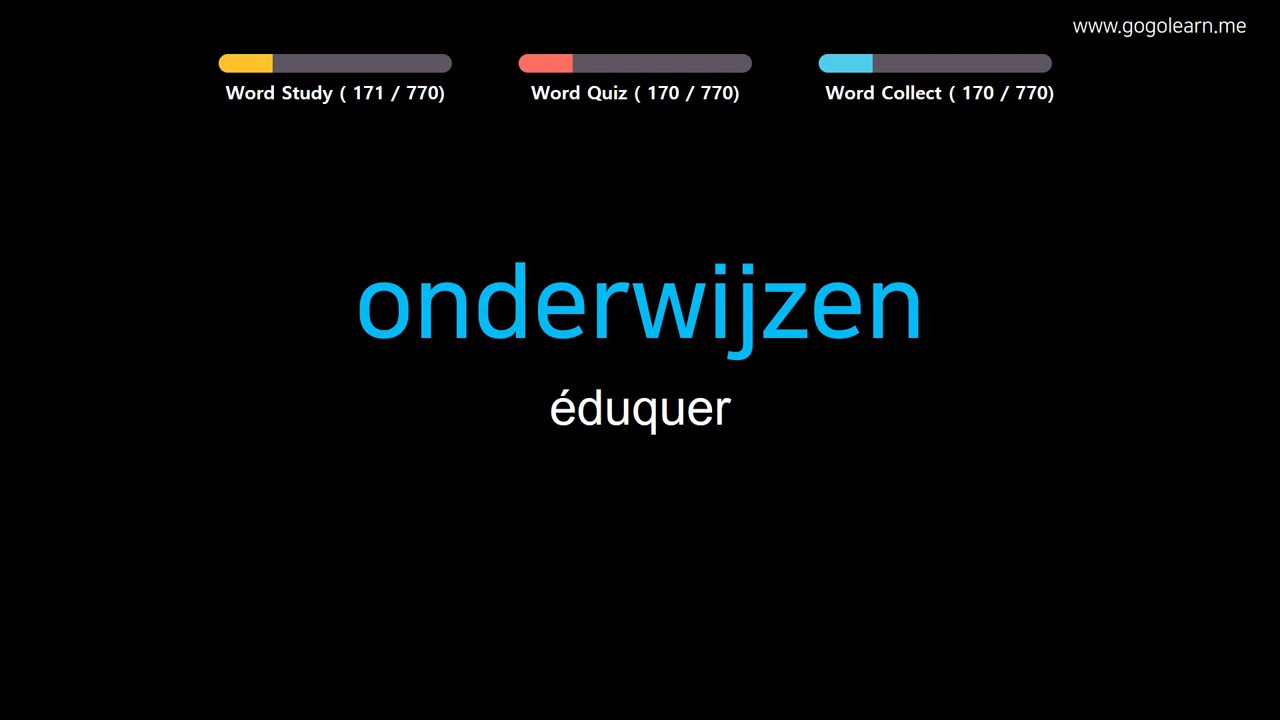 www.gogolearn.me
Word Study ( 171 / 770)
Word Quiz ( 170 / 770)
Word Collect ( 170 / 770)
onderwijzen
éduquer